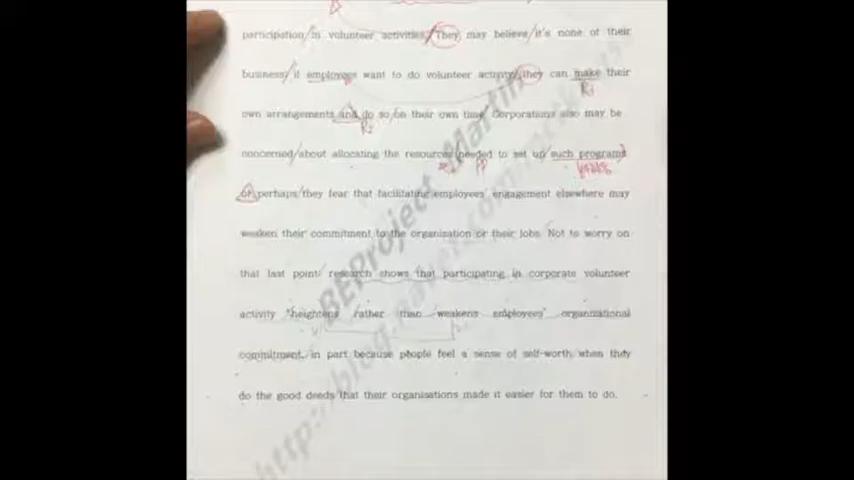 participation in volunteer activities. They may believe it's none of their
business if employees want to do volunteer activity they can make their
R1
own arrangements and do so on their own time. Corporations also may be
R2
concerned about allocating the resources needed to set up such programs
PP
or perhaps they fear that facilitating employees' engagement elsewhere may
weaken their commitment to the organisation or their jobs. Not to worry on
that last point research shows that participating in corporate volunteer
activity heightens rather than weakens employees' organizational
commitment, in part because people feel a sense of self-worth when they
do the good deeds that their organisations made it easier for them to do.
BEProject - Martin